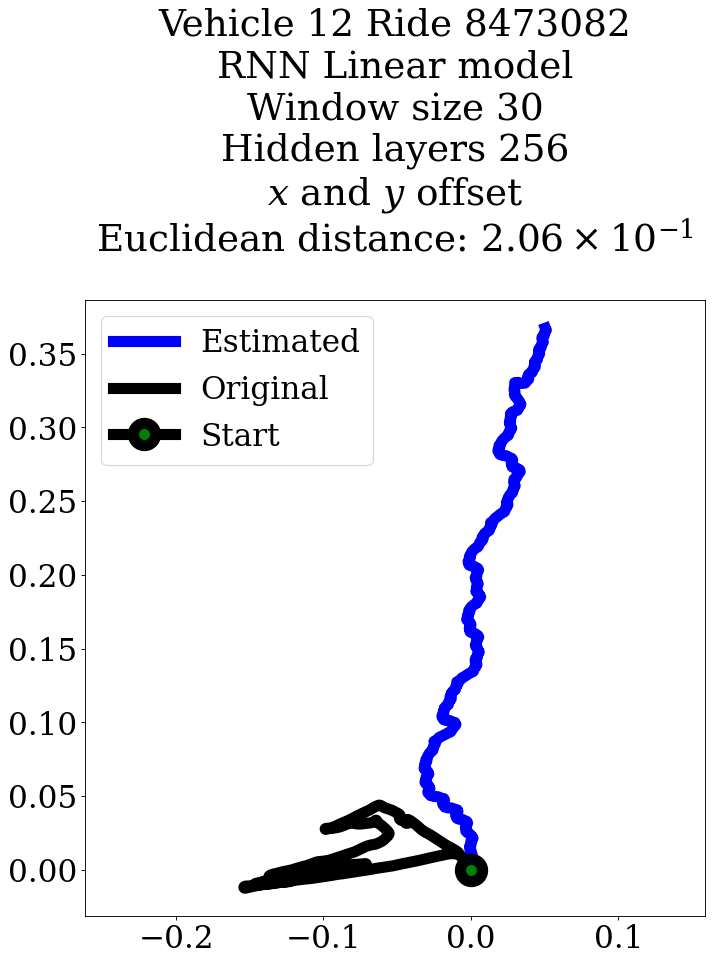 Vehicle 12 Ride 8473082
RNN Linear model
Window size 30
Hidden layers 256
x and y offset
Euclidean distance: 2.06 × 10⁻¹
Estimated
Original
Start
0.35
0.30
0.25
0.20
0.15
0.10
0.05
0.00
−0.2 −0.1 0.0 0.1